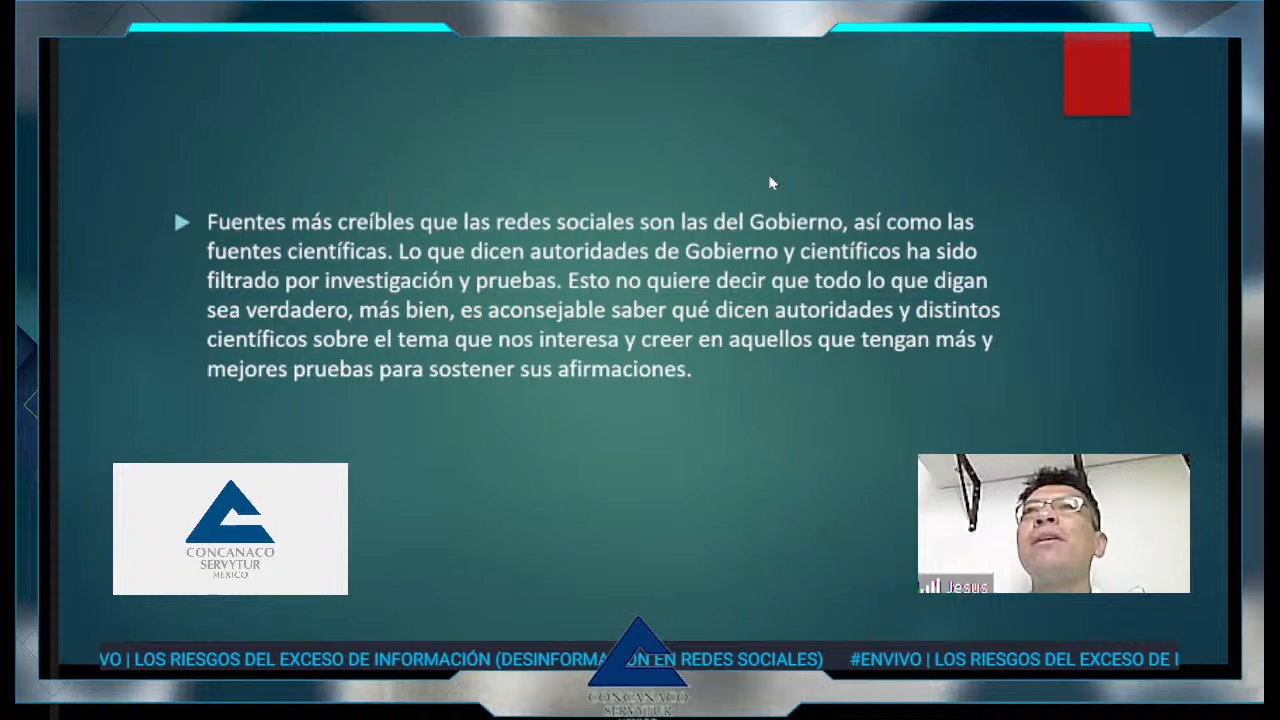 Fuentes más creíbles que las redes sociales son las del Gobierno, así como las
fuentes científicas. Lo que dicen autoridades de Gobierno y científicos ha sido
filtrado por investigación y pruebas. Esto no quiere decir que todo lo que digan
sea verdadero, más bien, es aconsejable saber qué dicen autoridades y distintos
científicos sobre el tema que nos interesa y creer en aquellos que tengan más y
mejores pruebas para sostener sus afirmaciones.
CONCANACO
SERVYTUR
MEXICO
Jesus
VO | LOS RIESGOS DEL EXCESO DE INFORMACIÓN (DESINFORMACIÓN EN REDES SOCIALES) #ENVIVO | LOS RIESGOS DEL EXCESO DE I
CONCANACO
SERVYTUR
MEXICO